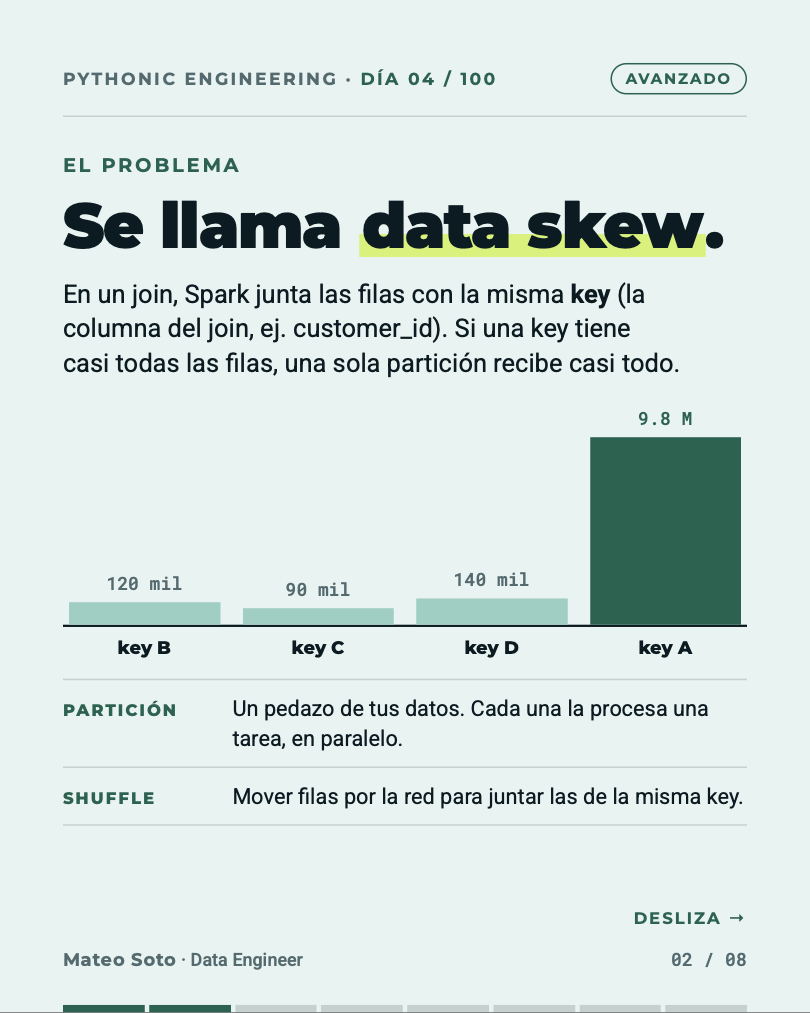 PYTHONIC ENGINEERING · DÍA 04 / 100
AVANZADO
EL PROBLEMA
Se llama data skew.
En un join, Spark junta las filas con la misma key (la
columna del join, ej. customer_id). Si una key tiene
casi todas las filas, una sola partición recibe casi todo.
9.8 M
120 mil
90 mil
140 mil
key B
key C
key D
key A
PARTICIÓN
Un pedazo de tus datos. Cada una la procesa una
tarea, en paralelo.
SHUFFLE
Mover filas por la red para juntar las de la misma key.
DESLIZA →
Mateo Soto · Data Engineer
02 / 08